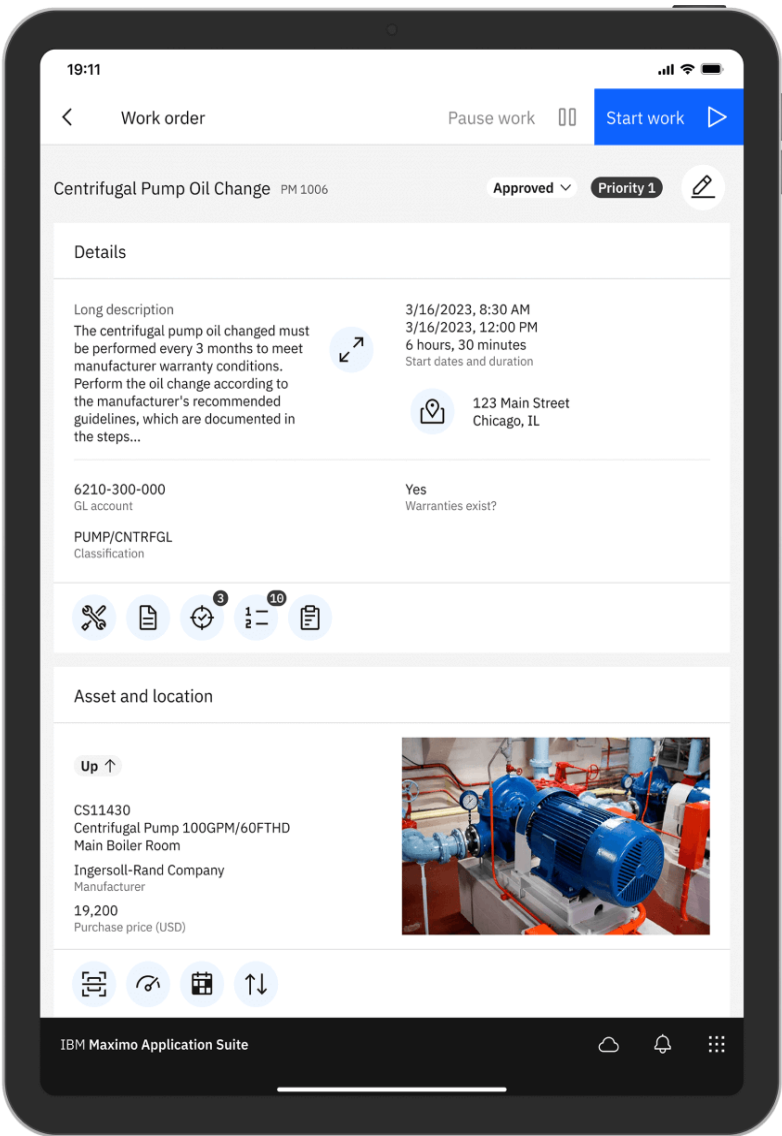 19:11
Work order
Pause work
Start work
Centrifugal Pump Oil Change PM 1006
Approved
Priority 1
Details
Long description
The centrifugal pump oil changed must
be performed every 3 months to meet
manufacturer warranty conditions.
Perform the oil change according to
the manufacturer's recommended
guidelines, which are documented in
the steps...
3/16/2023, 8:30 AM
3/16/2023, 12:00 PM
6 hours, 30 minutes
Start dates and duration
123 Main Street
Chicago, IL
6210-300-000
GL account
Yes
Warranties exist?
PUMP/CNTRFGL
Classification
3
10
1
2
Asset and location
Up
CS11430
Centrifugal Pump 100GPM/60FTHD
Main Boiler Room
Ingersoll-Rand Company
Manufacturer
19,200
Purchase price (USD)
IBM Maximo Application Suite